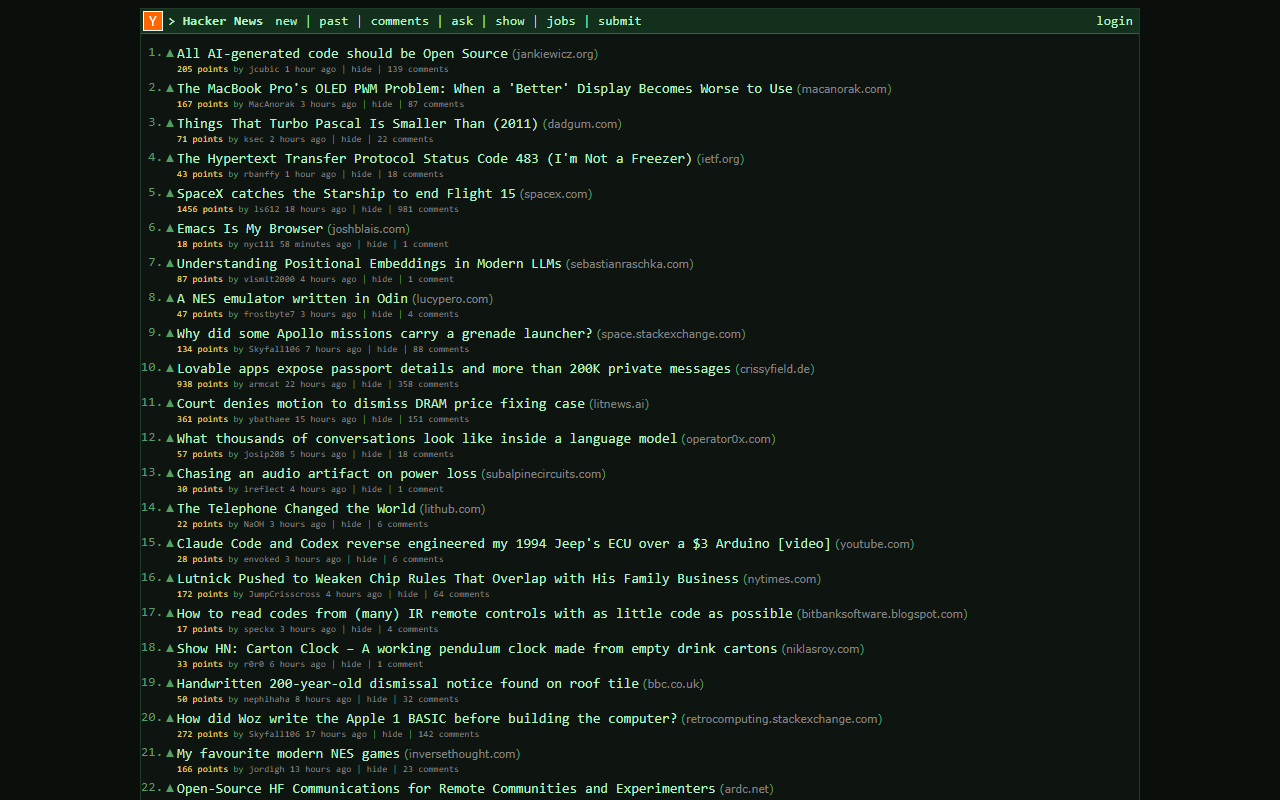 Y > Hacker News new | past | comments | ask | show | jobs | submit login
1. ▲ All AI-generated code should be Open Source (jankiewicz.org)
205 points by jcubic 1 hour ago | hide | 139 comments
2. ▲ The MacBook Pro's OLED PWM Problem: When a 'Better' Display Becomes Worse to Use (macanorak.com)
167 points by MacAnorak 3 hours ago | hide | 87 comments
3. ▲ Things That Turbo Pascal Is Smaller Than (2011) (dadgum.com)
71 points by ksec 2 hours ago | hide | 22 comments
4. ▲ The Hypertext Transfer Protocol Status Code 483 (I'm Not a Freezer) (ietf.org)
43 points by rbanffy 1 hour ago | hide | 18 comments
5. ▲ SpaceX catches the Starship to end Flight 15 (spacex.com)
1456 points by ls612 18 hours ago | hide | 981 comments
6. ▲ Emacs Is My Browser (joshblais.com)
18 points by nyc111 58 minutes ago | hide | 1 comment
7. ▲ Understanding Positional Embeddings in Modern LLMs (sebastianraschka.com)
87 points by vismit2000 4 hours ago | hide | 1 comment
8. ▲ A NES emulator written in Odin (lucypero.com)
47 points by frostbyte7 3 hours ago | hide | 4 comments
9. ▲ Why did some Apollo missions carry a grenade launcher? (space.stackexchange.com)
134 points by Skyfall106 7 hours ago | hide | 88 comments
10. ▲ Lovable apps expose passport details and more than 200K private messages (crissyfield.de)
938 points by armcat 22 hours ago | hide | 358 comments
11. ▲ Court denies motion to dismiss DRAM price fixing case (litnews.ai)
361 points by ybathaee 15 hours ago | hide | 151 comments
12. ▲ What thousands of conversations look like inside a language model (operator0x.com)
57 points by josip208 5 hours ago | hide | 18 comments
13. ▲ Chasing an audio artifact on power loss (subalpinecircuits.com)
30 points by ireflect 4 hours ago | hide | 1 comment
14. ▲ The Telephone Changed the World (lithub.com)
22 points by NaOH 3 hours ago | hide | 6 comments
15. ▲ Claude Code and Codex reverse engineered my 1994 Jeep's ECU over a $3 Arduino [video] (youtube.com)
28 points by envoked 3 hours ago | hide | 6 comments
16. ▲ Lutnick Pushed to Weaken Chip Rules That Overlap with His Family Business (nytimes.com)
172 points by JumpCrisscross 4 hours ago | hide | 64 comments
17. ▲ How to read codes from (many) IR remote controls with as little code as possible (bitbanksoftware.blogspot.com)
17 points by speckx 3 hours ago | hide | 4 comments
18. ▲ Show HN: Carton Clock – A working pendulum clock made from empty drink cartons (niklasroy.com)
33 points by r0r0 6 hours ago | hide | 1 comment
19. ▲ Handwritten 200-year-old dismissal notice found on roof tile (bbc.co.uk)
50 points by nephihaha 8 hours ago | hide | 32 comments
20. ▲ How did Woz write the Apple 1 BASIC before building the computer? (retrocomputing.stackexchange.com)
272 points by Skyfall106 17 hours ago | hide | 142 comments
21. ▲ My favourite modern NES games (inversethought.com)
166 points by jordigh 13 hours ago | hide | 23 comments
22. ▲ Open-Source HF Communications for Remote Communities and Experimenters (ardc.net)